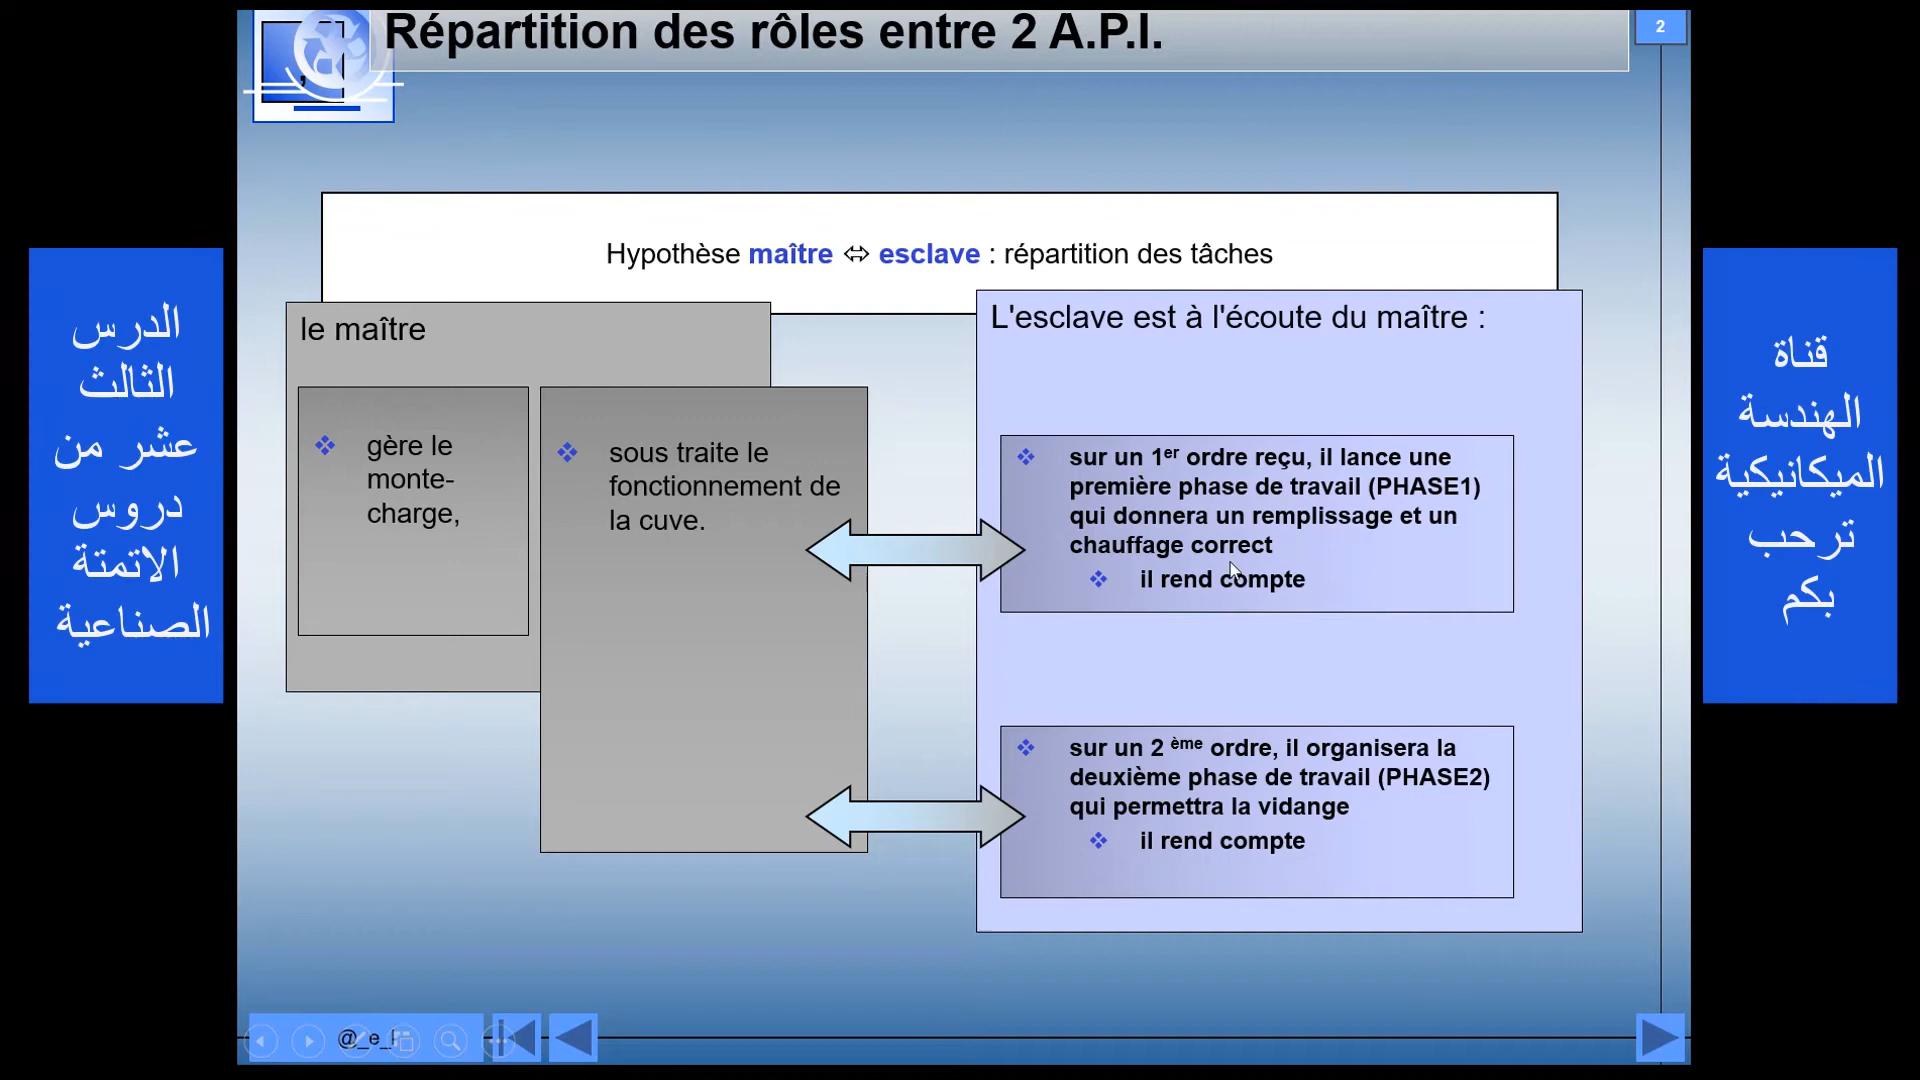 Répartition des rôles entre 2 A.P.I.
2
Hypothèse maître ⇔ esclave : répartition des tâches
le maître
gère le
monte-
charge,
sous traite le
fonctionnement de
la cuve.
L'esclave est à l'écoute du maître :
sur un 1er ordre reçu, il lance une
première phase de travail (PHASE1)
qui donnera un remplissage et un
chauffage correct
il rend compte
sur un 2 ème ordre, il organisera la
deuxième phase de travail (PHASE2)
qui permettra la vidange
il rend compte
الدرس
الثالث
عشر من
دروس
الاتمتة
الصناعية
قناة
الهندسة
الميكانيكية
ترحب
بكم